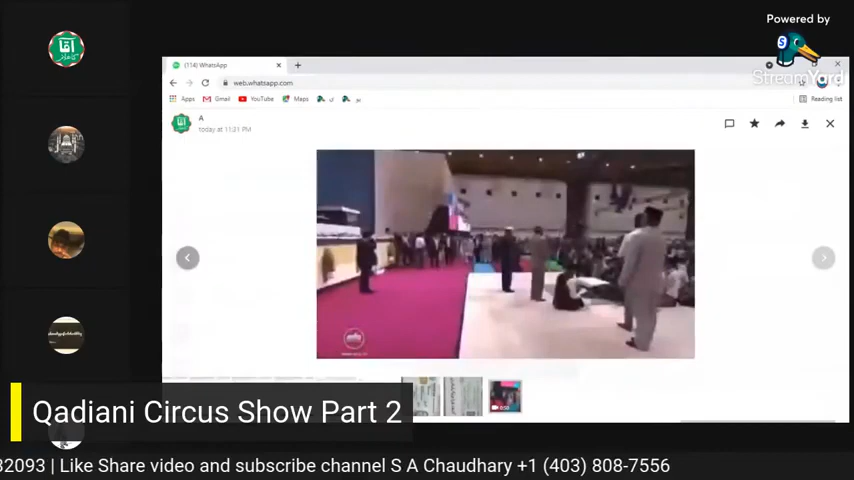 Powered by
StreamYard
(114) WhatsApp
web.whatsapp.com
Apps
Gmail
YouTube
Maps
Reading list
A
today at 11:21 PM
Qadiani Circus Show Part 2
32093 | Like Share video and subscribe channel S A Chaudhary +1 (403) 808-7556